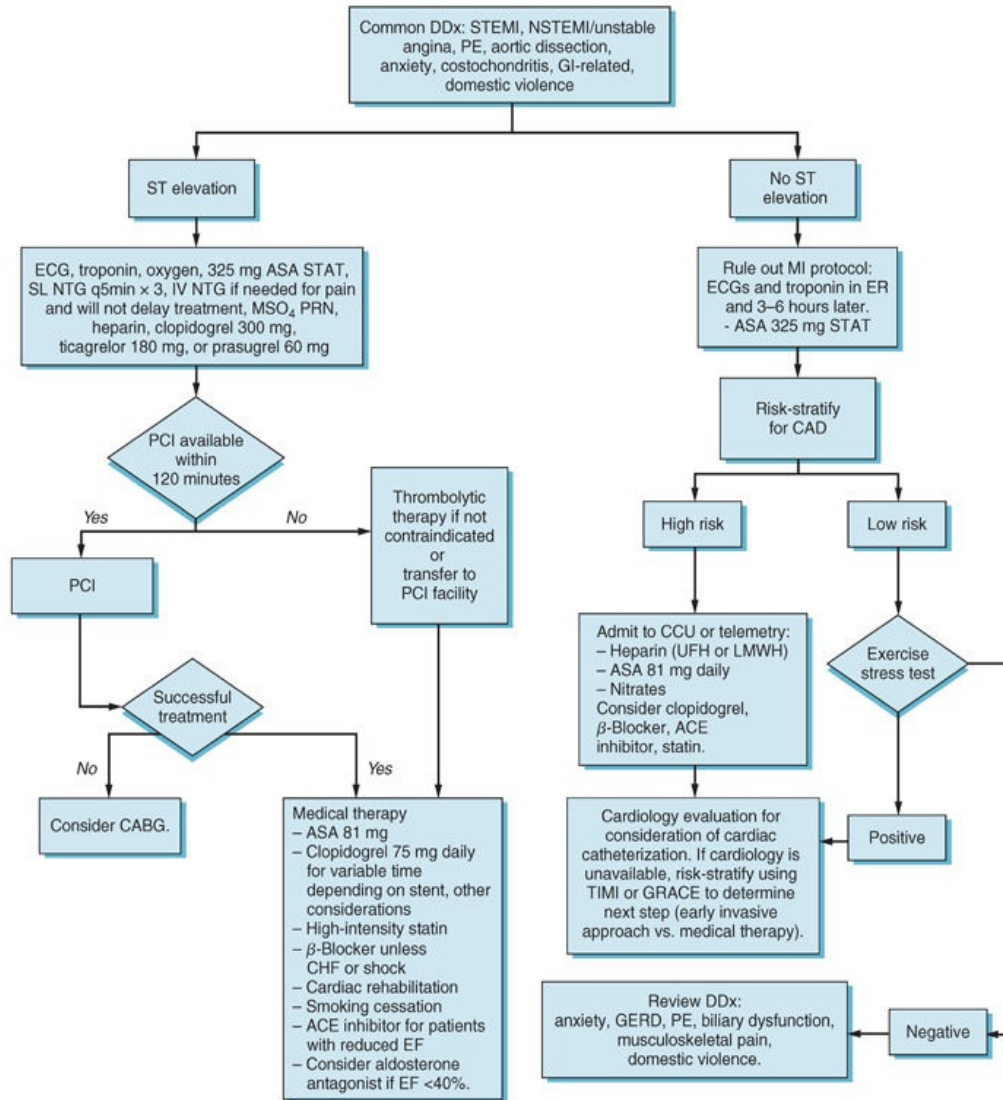 Common DDx: STEMI, NSTEMI/unstable
angina, PE, aortic dissection,
anxiety, costochondritis, GI-related,
domestic violence
ST elevation
No ST
elevation
ECG, troponin, oxygen, 325 mg ASA STAT,
SL NTG q5min × 3, IV NTG if needed for pain
and will not delay treatment, MSO₄ PRN,
heparin, clopidogrel 300 mg,
ticagrelor 180 mg, or prasugrel 60 mg
Rule out MI protocol:
ECGs and troponin in ER
and 3–6 hours later.
- ASA 325 mg STAT
PCI available
within
120 minutes
Risk-stratify
for CAD
Yes
No
Thrombolytic
therapy if not
contraindicated
or
transfer to
PCI facility
High risk
Low risk
PCI
Admit to CCU or telemetry:
– Heparin (UFH or LMWH)
– ASA 81 mg daily
– Nitrates
Consider clopidogrel,
β-Blocker, ACE
inhibitor, statin.
Exercise
stress test
Successful
treatment
No
Yes
Consider CABG.
Medical therapy
– ASA 81 mg
– Clopidogrel 75 mg daily
for variable time
depending on stent, other
considerations
– High-intensity statin
– β-Blocker unless
CHF or shock
– Cardiac rehabilitation
– Smoking cessation
– ACE inhibitor for patients
with reduced EF
– Consider aldosterone
antagonist if EF <40%.
Cardiology evaluation for
consideration of cardiac
catheterization. If cardiology is
unavailable, risk-stratify using
TIMI or GRACE to determine
next step (early invasive
approach vs. medical therapy).
Positive
Review DDx:
anxiety, GERD, PE, biliary dysfunction,
musculoskeletal pain,
domestic violence.
Negative